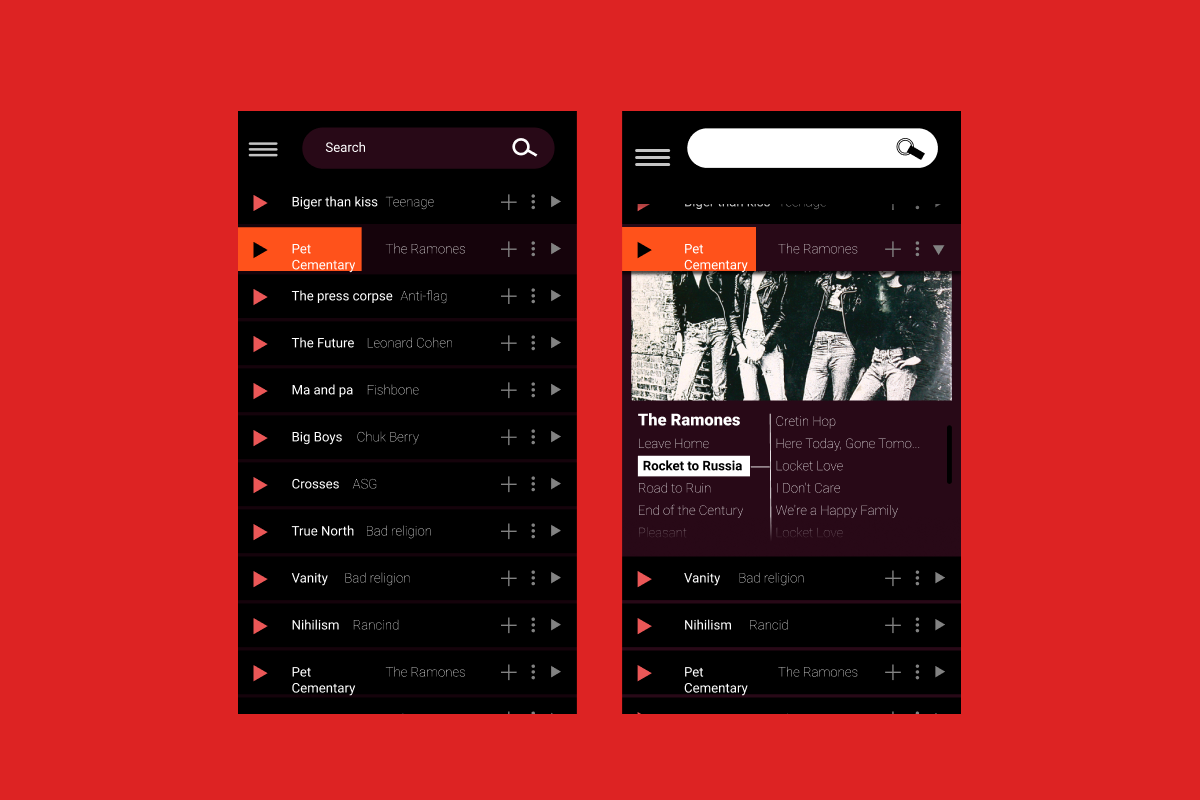 Search
Biger than kiss Teenage
Pet The Ramones
Cementary
The press corpse Anti-flag
The Future Leonard Cohen
Ma and pa Fishbone
Big Boys Chuk Berry
Crosses ASG
True North Bad religion
Vanity Bad religion
Nihilism Rancind
Pet The Ramones
Cementary
Biger than kiss Teenage
Pet The Ramones
Cementary
The Ramones
Leave Home
Rocket to Russia
Road to Ruin
End of the Century
Pleasant
Cretin Hop
Here Today, Gone Tomo...
Locket Love
I Don't Care
We're a Happy Family
Locket Love
Vanity Bad religion
Nihilism Rancid
Pet The Ramones
Cementary